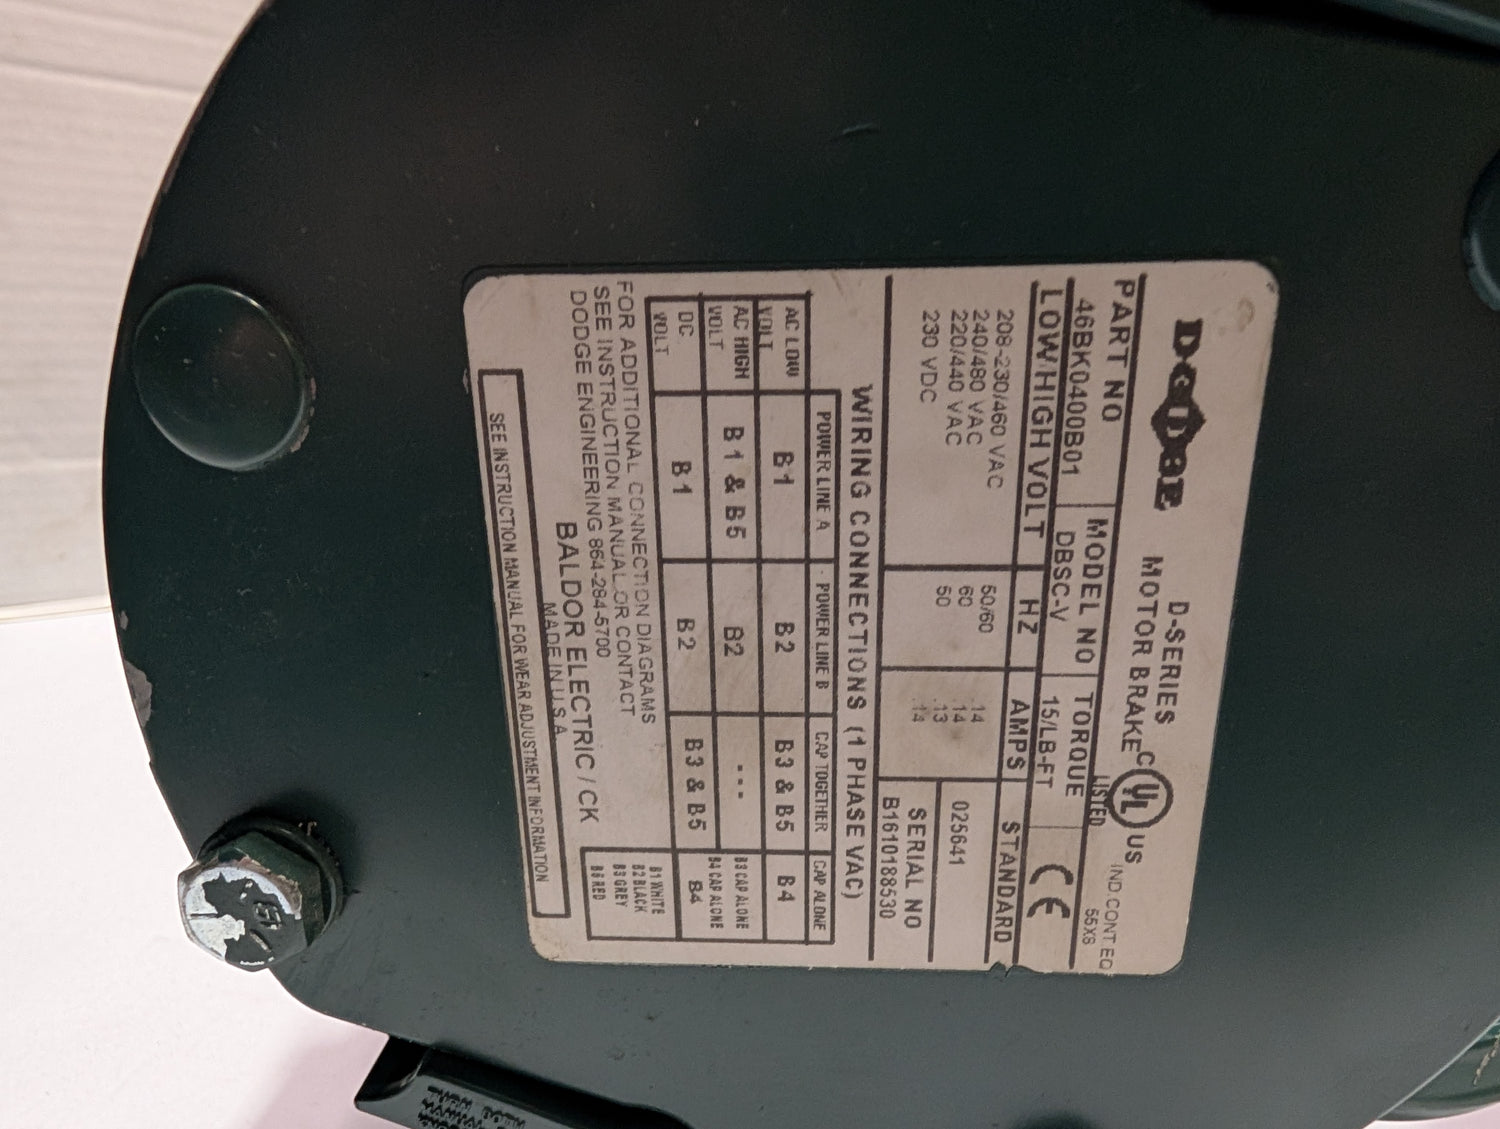 DODGE
D-SERIES
MOTOR BRAKE
C UL US
LISTED
IND.CONT.EQ
55X8
PART NO MODEL NO TORQUE
46BK0400B01 DBSC-V 15/LB-FT CE
LOW/HIGH VOLT HZ AMPS STANDARD
208-230/460 VAC 50/60 .14
240/480 VAC 60 .14 025641
220/440 VAC 50 .13
230 VDC .14
SERIAL NO
B1610188530
WIRING CONNECTIONS (1 PHASE VAC)
POWER LINE A POWER LINE B CAP TOGETHER CAP ALONE
AC LOW VOLT B1 B2 B3 & B5 B4
AC HIGH VOLT B1 & B5 B2 --- B3 CAP ALONE B4 CAP ALONE
DC. VOLT B1 B2 B3 & B5 B4
FOR ADDITIONAL CONNECTION DIAGRAMS
SEE INSTRUCTION MANUAL OR CONTACT
DODGE ENGINEERING 864-284-5700
B1 WHITE
B2 BLACK
B3 GREY
B5 RED
BALDOR ELECTRIC / CK
MADE IN U.S.A.
SEE INSTRUCTION MANUAL FOR WEAR ADJUSTMENT INFORMATION
TURN BOTH